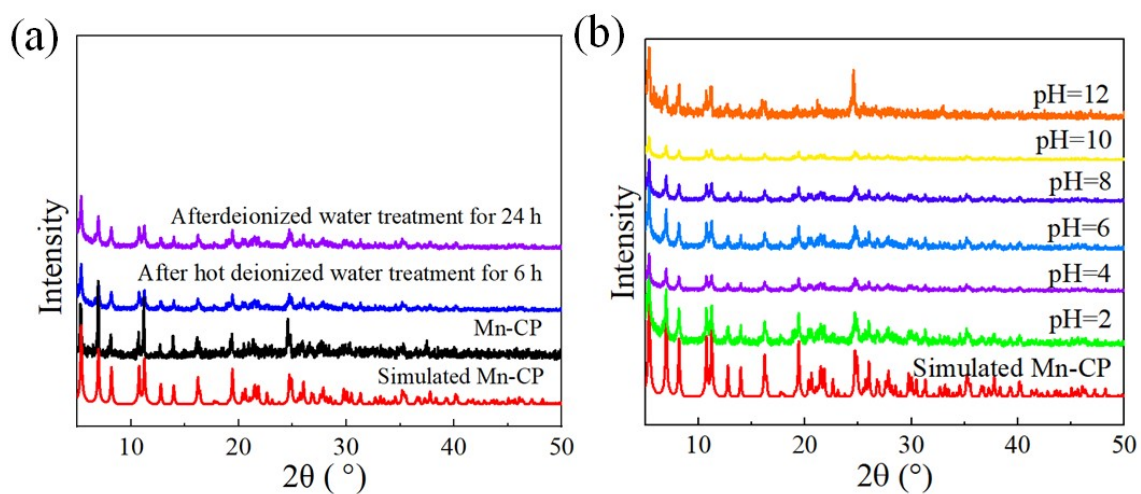 (a)
Intensity
Afterdeionized water treatment for 24 h
After hot deionized water treatment for 6 h
Mn-CP
Simulated Mn-CP
10
20
30
40
50
2θ (°)
(b)
Intensity
pH=12
pH=10
pH=8
pH=6
pH=4
pH=2
Simulated Mn-CP
10
20
30
40
50
2θ (°)